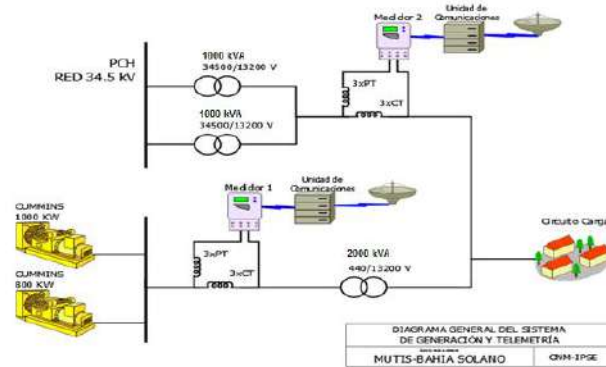 Medidor 2
Unidad de
Comunicaciones
PCH
RED 34.5 kV
1000 kVA
34500/13200 V
3xPT
3xCT
1000 kVA
34500/13200 V
Medidor 1
Unidad de
Comunicaciones
CUMMINS
1000 KW
3xPT
3xCT
2000 kVA
440/13200 V
Circuito Carga
CUMMINS
800 KW
DIAGRAMA GENERAL DEL SISTEMA
DE GENERACIÓN Y TELEMETRÍA
MUTIS-BAHIA SOLANO
CNM-IPSE